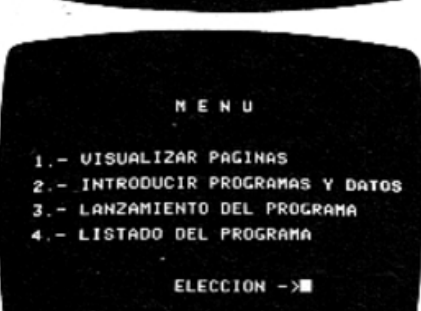 M E N U
1.- VISUALIZAR PAGINAS
2.- INTRODUCIR PROGRAMAS Y DATOS
3.- LANZAMIENTO DEL PROGRAMA
4.- LISTADO DEL PROGRAMA
ELECCION ->